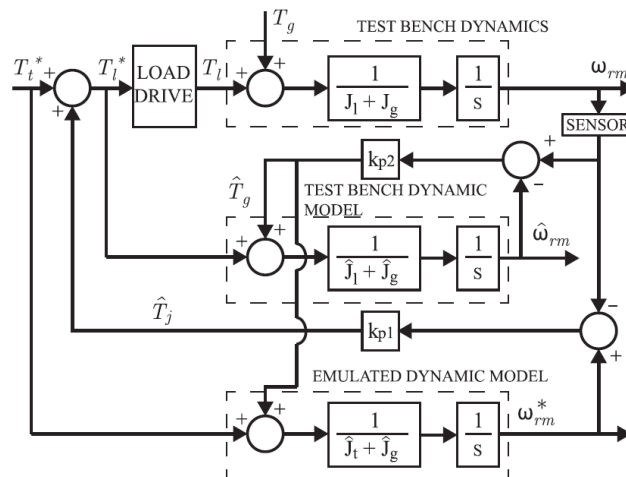 T_g
TEST BENCH DYNAMICS
T_t* + + T_l* LOAD DRIVE T_l + + 1 / (J_l + J_g) 1 / s ω_rm
SENSOR
k_p2 + −
T̂_g TEST BENCH DYNAMIC MODEL
+ + 1 / (Ĵ_l + Ĵ_g) 1 / s ω̂_rm
T̂_j k_p1 − +
EMULATED DYNAMIC MODEL
+ + 1 / (Ĵ_t + Ĵ_g) 1 / s ω_rm*